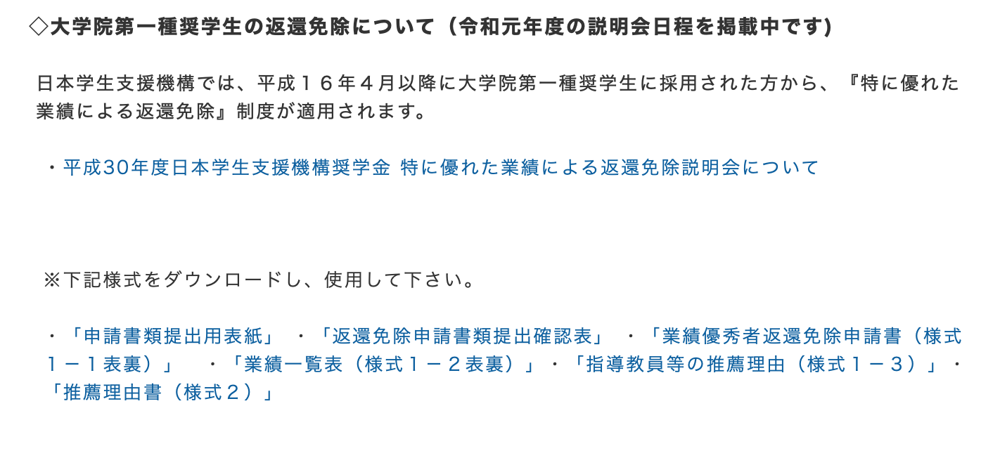 ◇大学院第一種奨学生の返還免除について（令和元年度の説明会日程を掲載中です)
日本学生支援機構では、平成１６年４月以降に大学院第一種奨学生に採用された方から、『特に優れた
業績による返還免除』制度が適用されます。
・平成30年度日本学生支援機構奨学金 特に優れた業績による返還免除説明会について
※下記様式をダウンロードし、使用して下さい。
・「申請書類提出用表紙」 ・「返還免除申請書類提出確認表」 ・「業績優秀者返還免除申請書（様式
１－１表裏）」　・「業績一覧表（様式１－２表裏）」・「指導教員等の推薦理由（様式１－３）」・
「推薦理由書（様式２）」